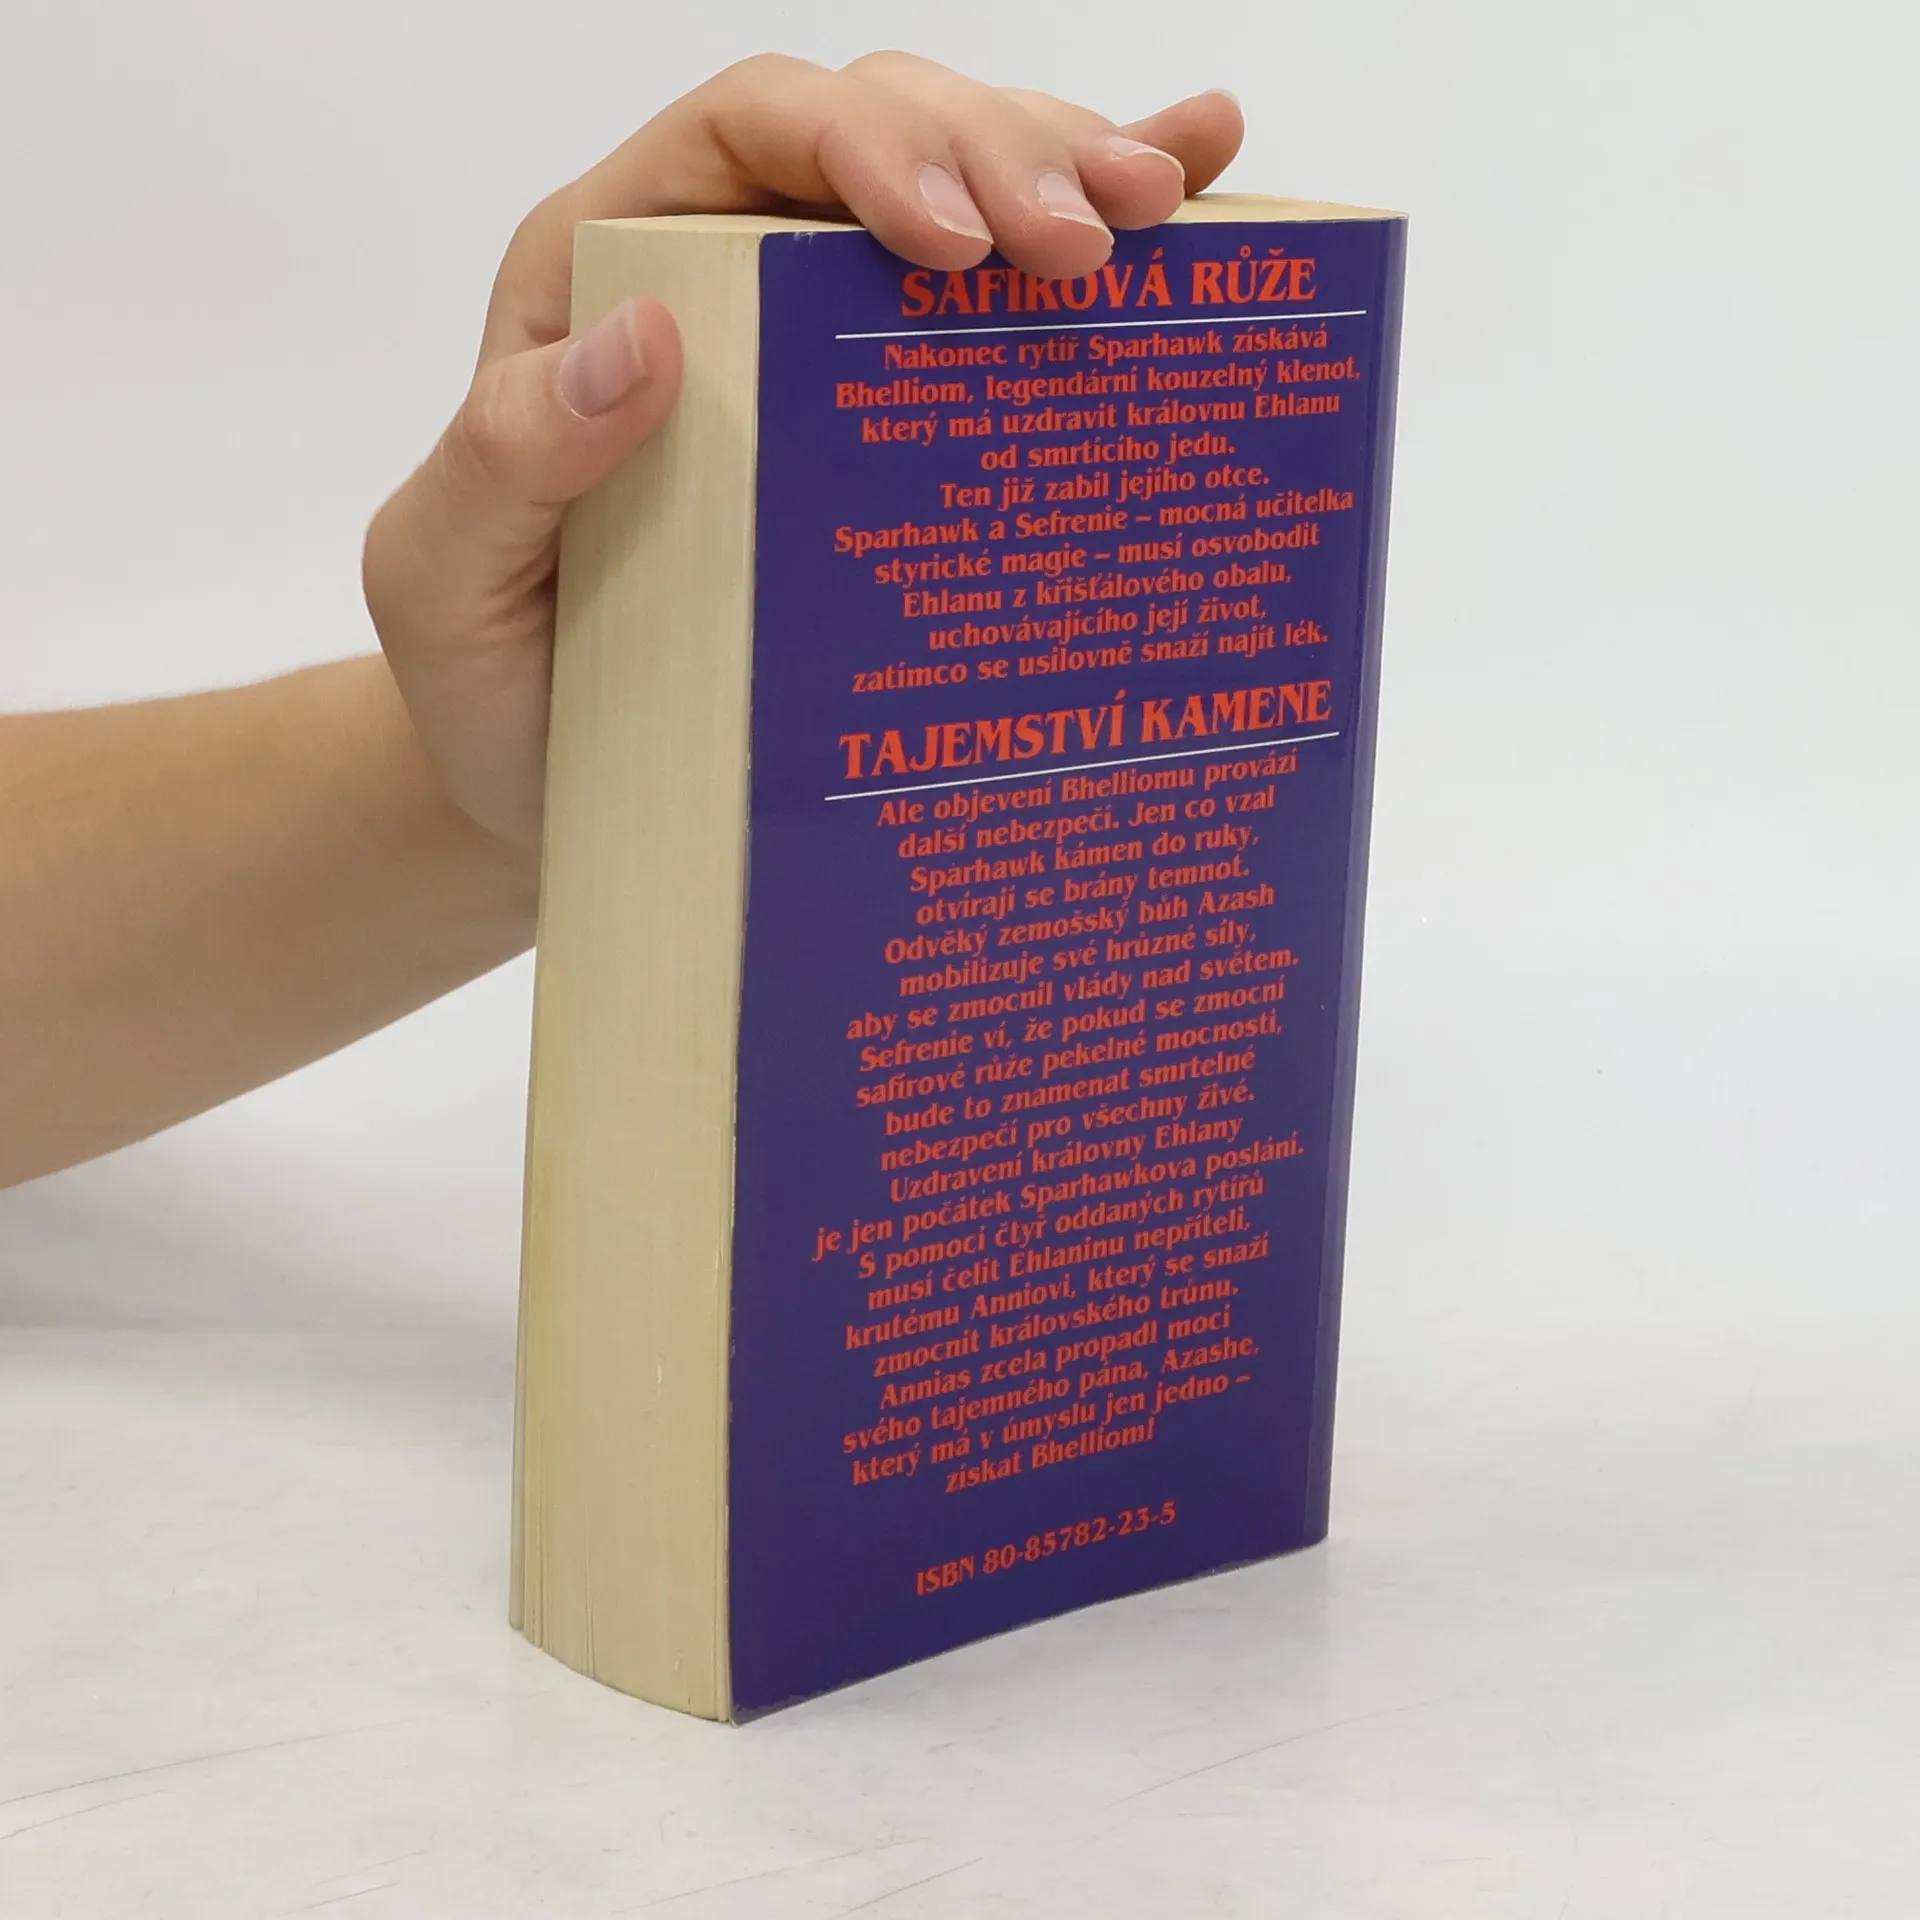 SAFÍROVÁ RŮŽE
Nakonec rytíř Sparhawk získává
Bhelliom, legendární kouzelný klenot,
který má uzdravit královnu Ehlanu
od smrtícího jedu.
Ten již zabil jejího otce.
Sparhawk a Sefrenie – mocná učitelka
styrické magie – musí osvobodit
Ehlanu z křišťálového obalu,
uchovávajícího její život,
zatímco se usilovně snaží najít lék.
TAJEMSTVÍ KAMENE
Ale objevení Bhelliomu provází
další nebezpečí. Jen co vzal
Sparhawk kámen do ruky,
otvírají se brány temnot.
Odvěký zemošský bůh Azash
mobilizuje své hrůzné síly,
aby se zmocnil vlády nad světem.
Sefrenie ví, že pokud se zmocní
safírové růže pekelné mocnosti,
bude to znamenat smrtelné
nebezpečí pro všechny živé.
Uzdravení královny Ehlany
je jen počátek Sparhawkova poslání.
S pomocí čtyř oddaných rytířů
musí čelit Ehlaninu nepříteli,
krutému Anniovi, který se snaží
zmocnit královského trůnu.
Annias zcela propadl moci
svého tajemného pána, Azashe,
který má v úmyslu jen jedno –
získat Bhelliom!
ISBN 80-85782-23-5